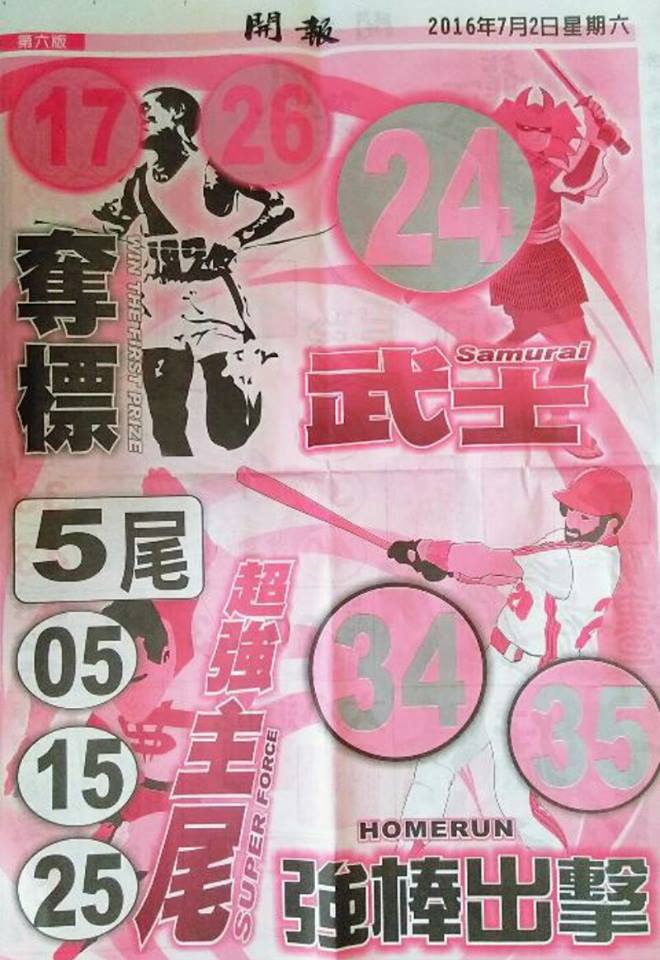 第六版
開報
2016年7月2日星期六
17
26
24
奪標
WIN THE FIRST PRIZE
Samurai
武士
5尾
05
15
25
超強
主尾
SUPER FORCE
34
35
HOMERUN
強棒出擊